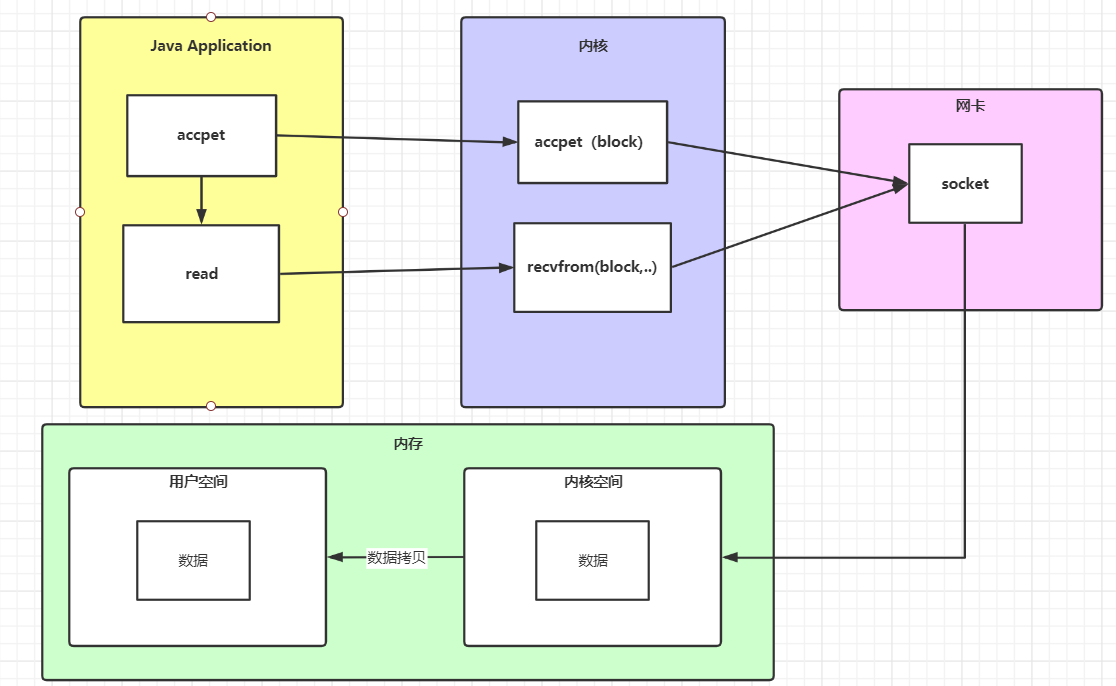 Java Application
accpet
read
内核
accpet（block）
recvfrom(block,..)
网卡
socket
内存
用户空间
数据
数据拷贝
内核空间
数据